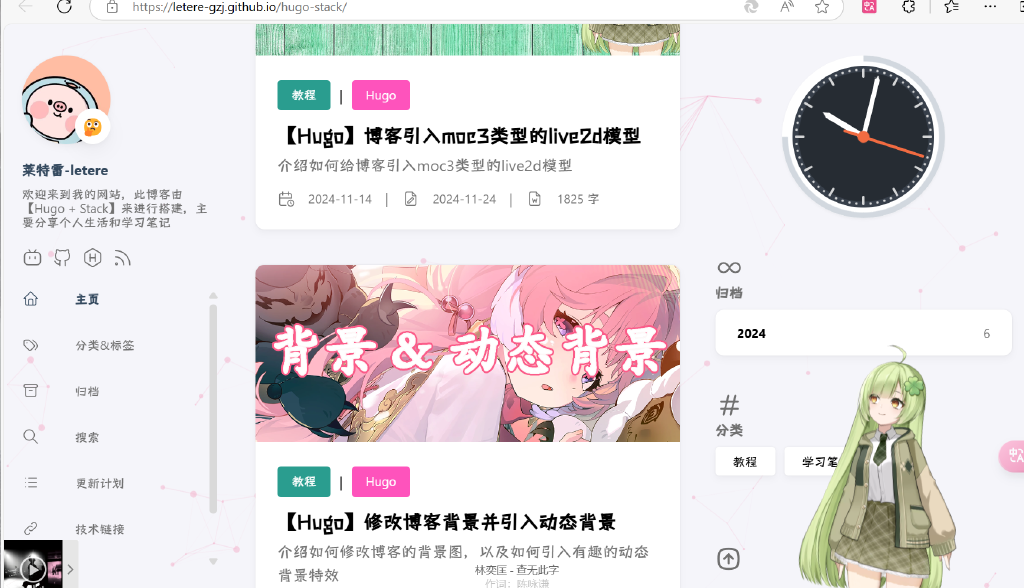 https://letere-gzj.github.io/hugo-stack/
莱特雷-letere
欢迎来到我的网站，此博客由
【Hugo + Stack】来进行搭建，主
要分享个人生活和学习笔记
主页
分类&标签
归档
搜索
更新计划
技术链接
教程 | Hugo
【Hugo】博客引入moc3类型的live2d模型
介绍如何给博客引入moc3类型的live2d模型
2024-11-14 | 2024-11-24 | 1825 字
背景 & 动态背景
教程 | Hugo
【Hugo】修改博客背景并引入动态背景
介绍如何修改博客的背景图，以及如何引入有趣的动态
背景特效
林奕匡 - 查无此字
作词：陈咏谦
归档
2024 6
#
分类
教程 学习笔